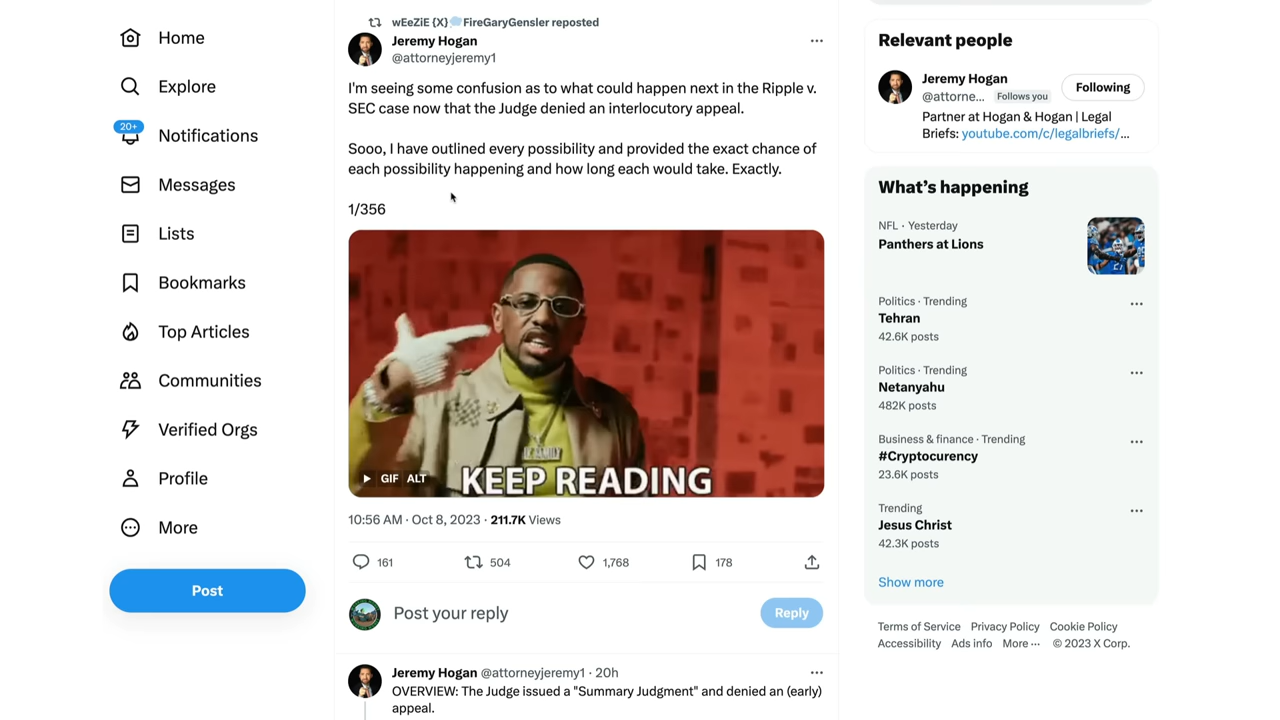 Home
Explore
20+
Notifications
Messages
Lists
Bookmarks
Top Articles
Communities
Verified Orgs
Profile
More
Post
wEeZiE {X} FireGaryGensler reposted
Jeremy Hogan
@attorneyjeremy1
I'm seeing some confusion as to what could happen next in the Ripple v.
SEC case now that the Judge denied an interlocutory appeal.
Sooo, I have outlined every possibility and provided the exact chance of
each possibility happening and how long each would take. Exactly.
1/356
KEEP READING
GIF ALT
10:56 AM · Oct 8, 2023 · 211.7K Views
161 504 1,768 178
Post your reply
Reply
Jeremy Hogan @attorneyjeremy1 · 20h
OVERVIEW: The Judge issued a "Summary Judgment" and denied an (early)
appeal.
Relevant people
Jeremy Hogan
@attorne... Follows you
Following
Partner at Hogan & Hogan | Legal
Briefs: youtube.com/c/legalbriefs/…
What's happening
NFL · Yesterday
Panthers at Lions
Politics · Trending
Tehran
42.6K posts
Politics · Trending
Netanyahu
482K posts
Business & finance · Trending
#Cryptocurency
23.6K posts
Trending
Jesus Christ
42.3K posts
Show more
Terms of Service Privacy Policy Cookie Policy
Accessibility Ads info More ··· © 2023 X Corp.